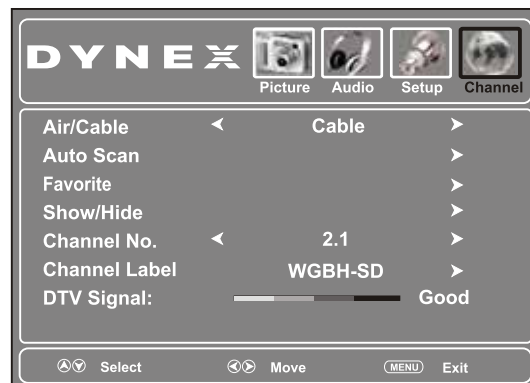 DYNEX
Picture Audio Setup Channel
Air/Cable Cable
Auto Scan
Favorite
Show/Hide
Channel No. 2.1
Channel Label WGBH-SD
DTV Signal: Good
Select Move MENU Exit